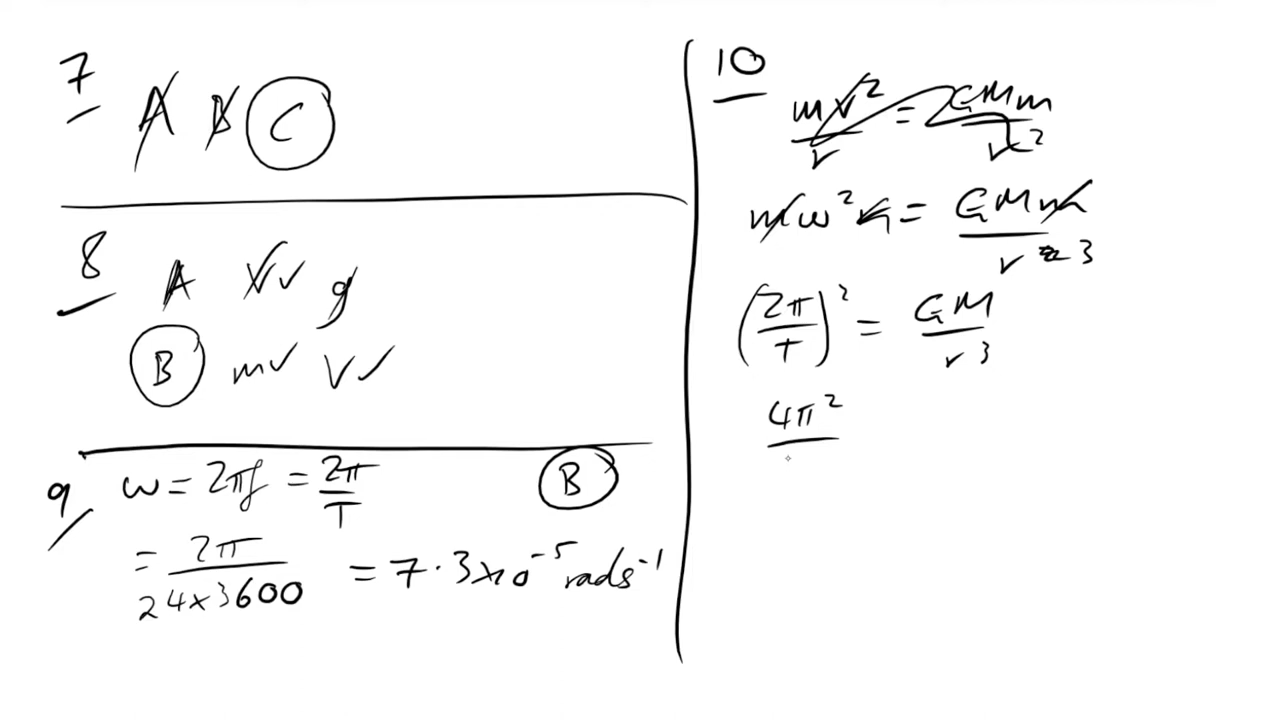 7
A B C
8
A V✓ g
B m✓ V✓
9 ω = 2πf = 2π/T B
= 2π/(24×3600) = 7.3×10⁻⁵ rads⁻¹
10
mv²/r = GMm/r²
mω²r = GMm/r² 3
(2π/T)² = GM/r³
4π²